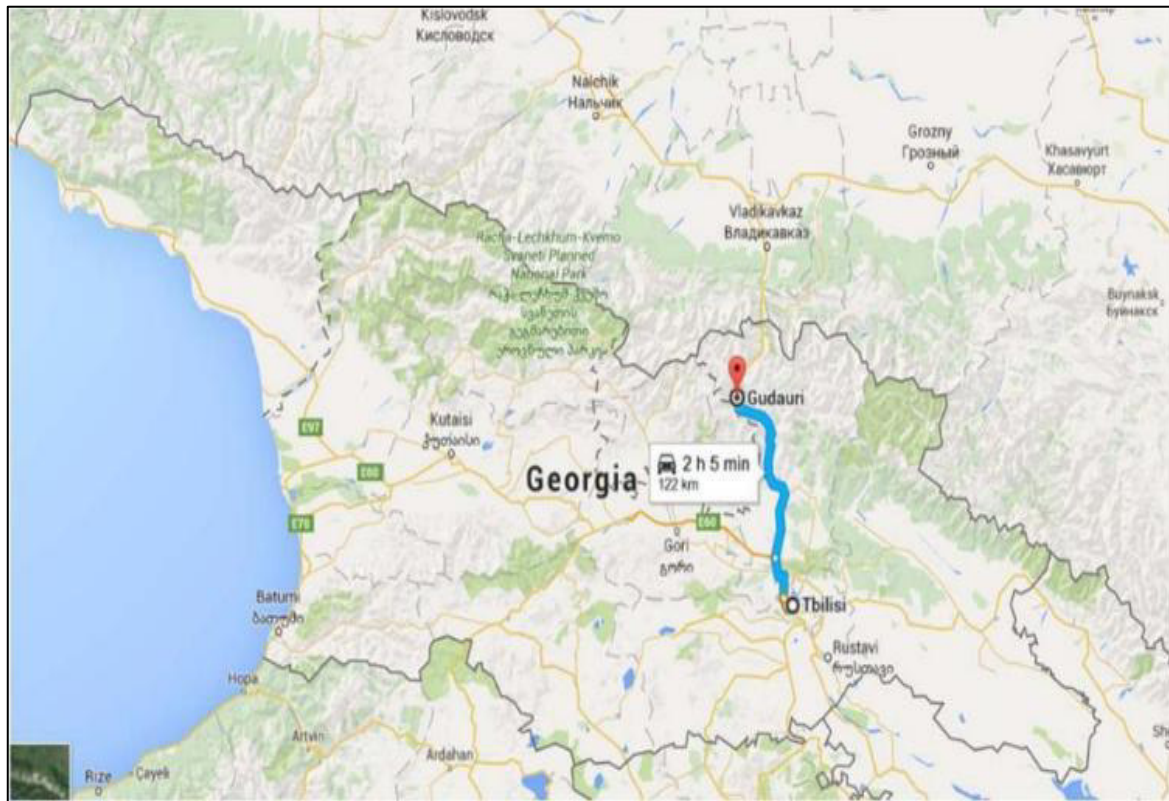 Kislovodsk
Кисловодск
Nalchik
Нальчик
Grozny
Грозный
Khasavyurt
Хасавюрт
Vladikavkaz
Владикавказ
Racha-Lechkhum-Kvemo
Svaneti Planned
National Park
Buynaksk
Буйнакск
Gudauri
E97
Kutaisi
ქუთაისი
E60
Georgia
2 h 5 min
122 km
E70
E60
Gori
გორი
Batumi
ბათუმი
Tbilisi
Rustavi
რუსთავი
Hopa
Artvin
Ardahan
Rize
Çayek